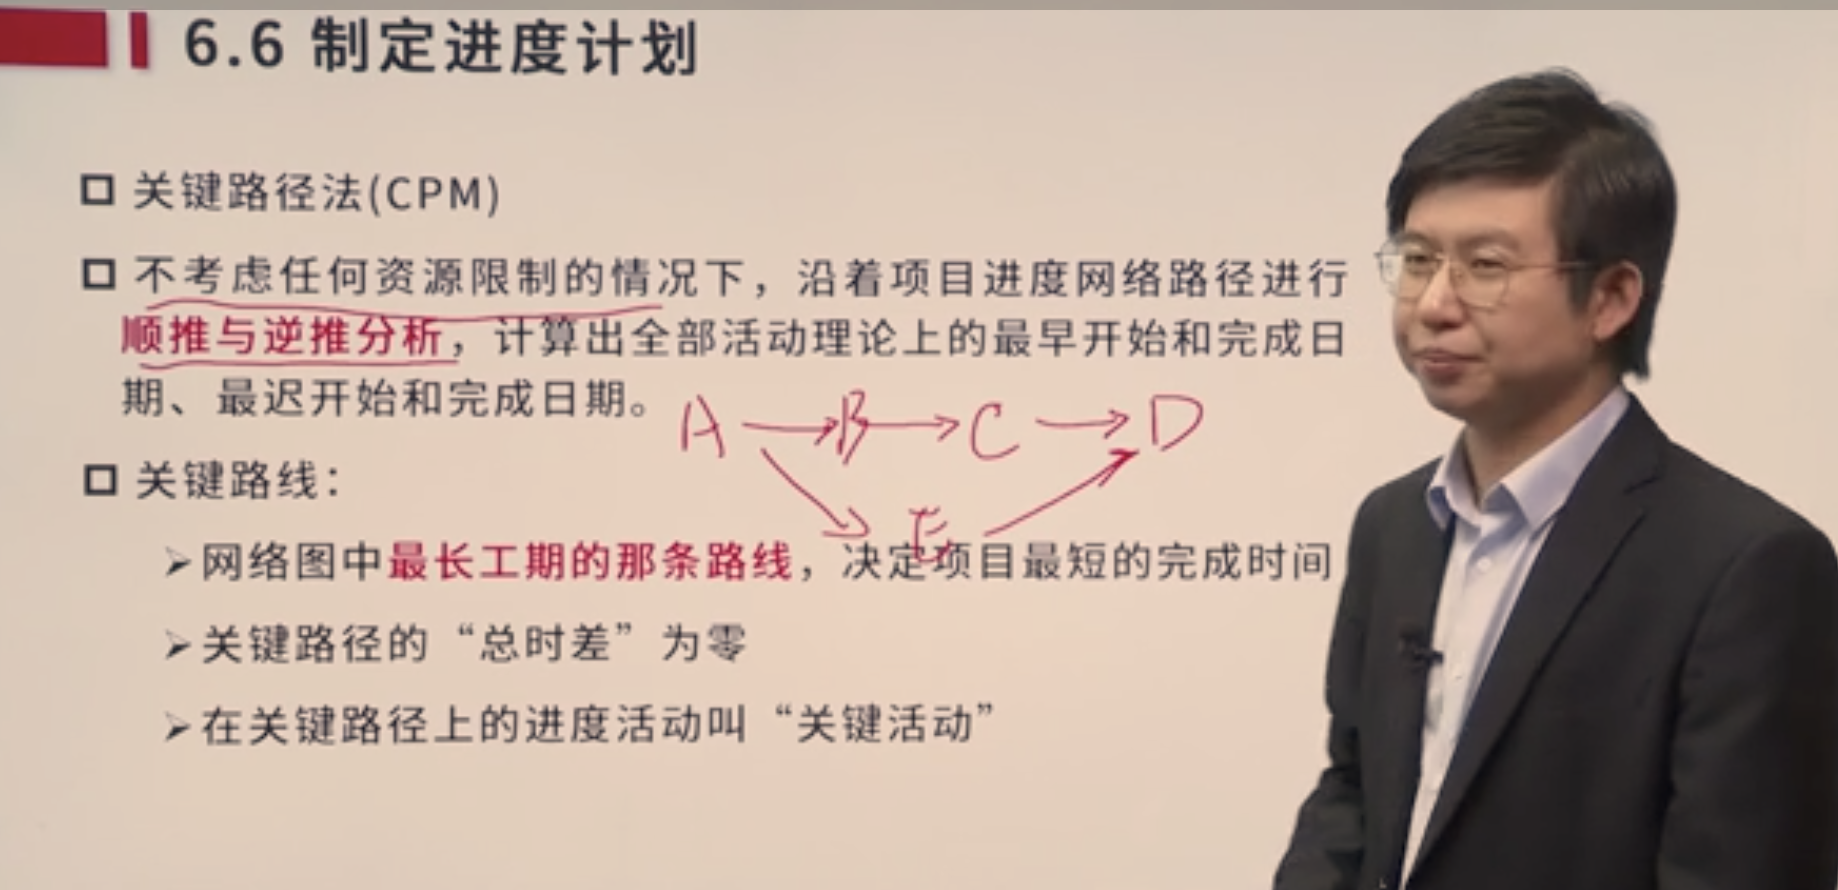 6.6 制定进度计划
关键路径法(CPM)
不考虑任何资源限制的情况下，沿着项目进度网络路径进行
顺推与逆推分析，计算出全部活动理论上的最早开始和完成日
期、最迟开始和完成日期。
A → B → C → D
E
关键路线：
网络图中最长工期的那条路线，决定项目最短的完成时间
关键路径的“总时差”为零
在关键路径上的进度活动叫“关键活动”